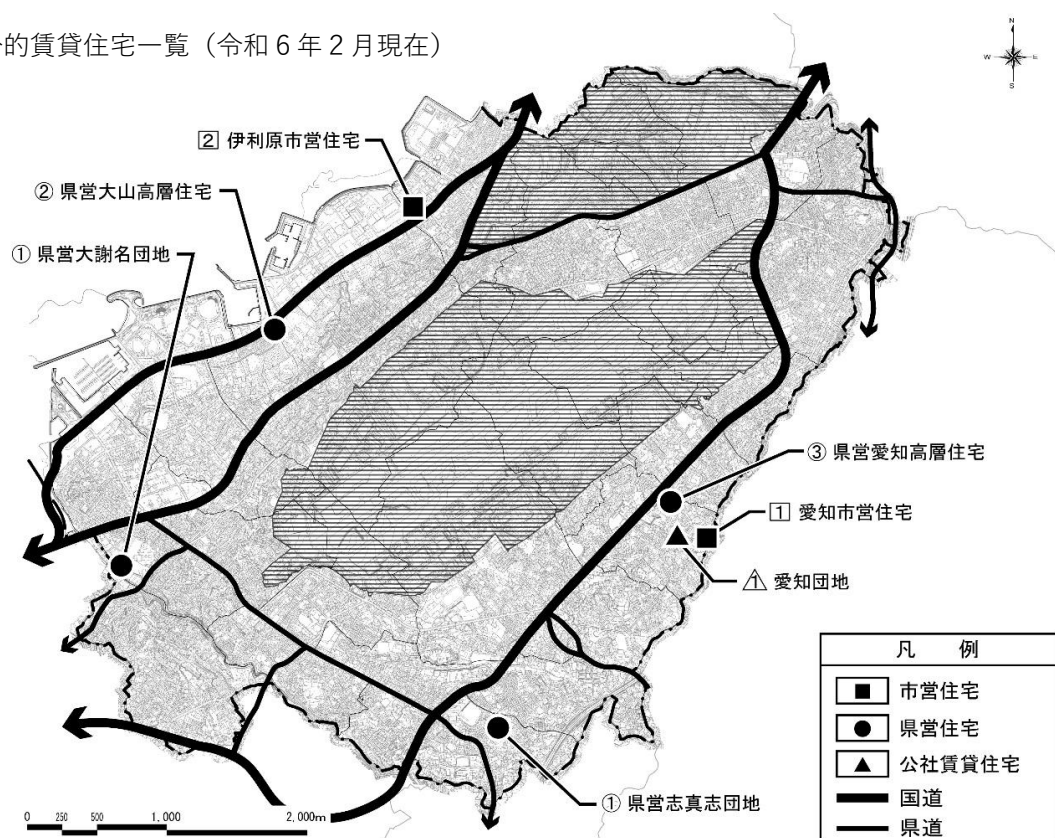 的賃貸住宅一覧（令和６年２月現在）
N
W E
S
2 伊利原市営住宅
② 県営大山高層住宅
① 県営大謝名団地
③ 県営愛知高層住宅
1 愛知市営住宅
1 愛知団地
① 県営志真志団地
凡 例
■ 市営住宅
● 県営住宅
▲ 公社賃貸住宅
国道
県道
0 250 500 1,000 2,000m